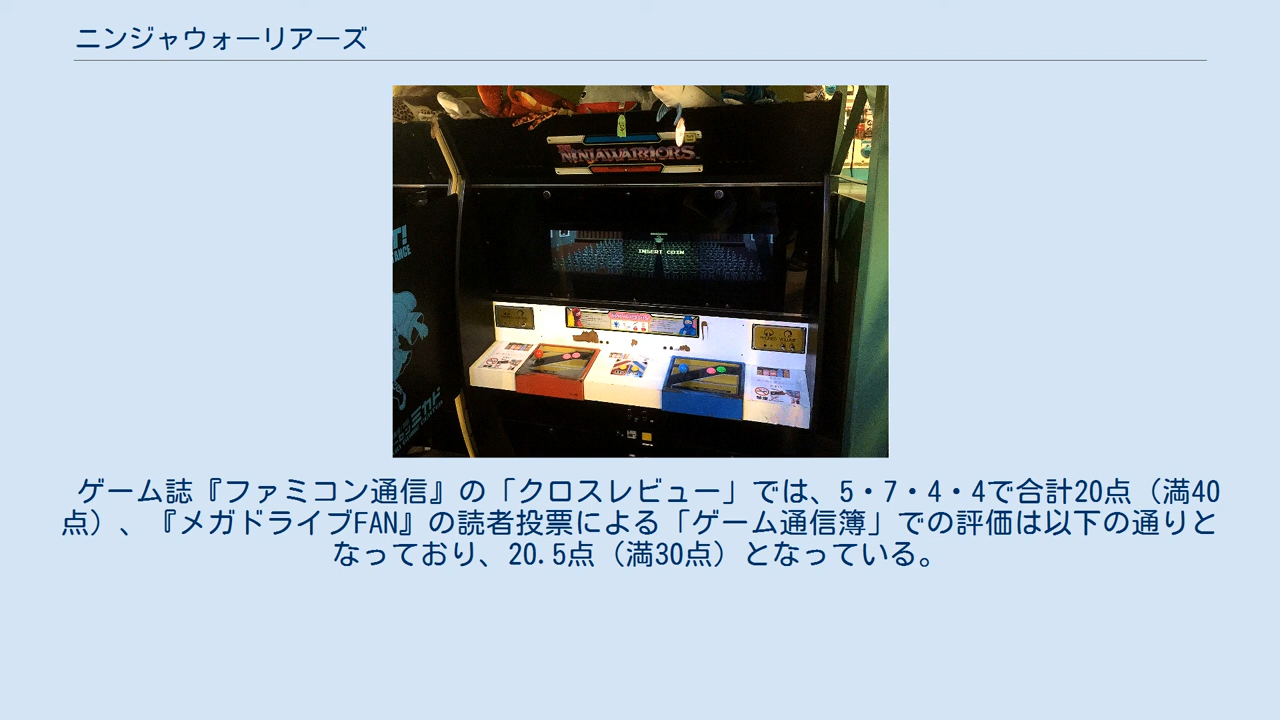 ニンジャウォーリアーズ
NINJAWARRIORS
INSERT COIN
ゲーム誌『ファミコン通信』の「クロスレビュー」では、5・7・4・4で合計20点（満40
点）、『メガドライブFAN』の読者投票による「ゲーム通信簿」での評価は以下の通りと
なっており、20.5点（満30点）となっている。